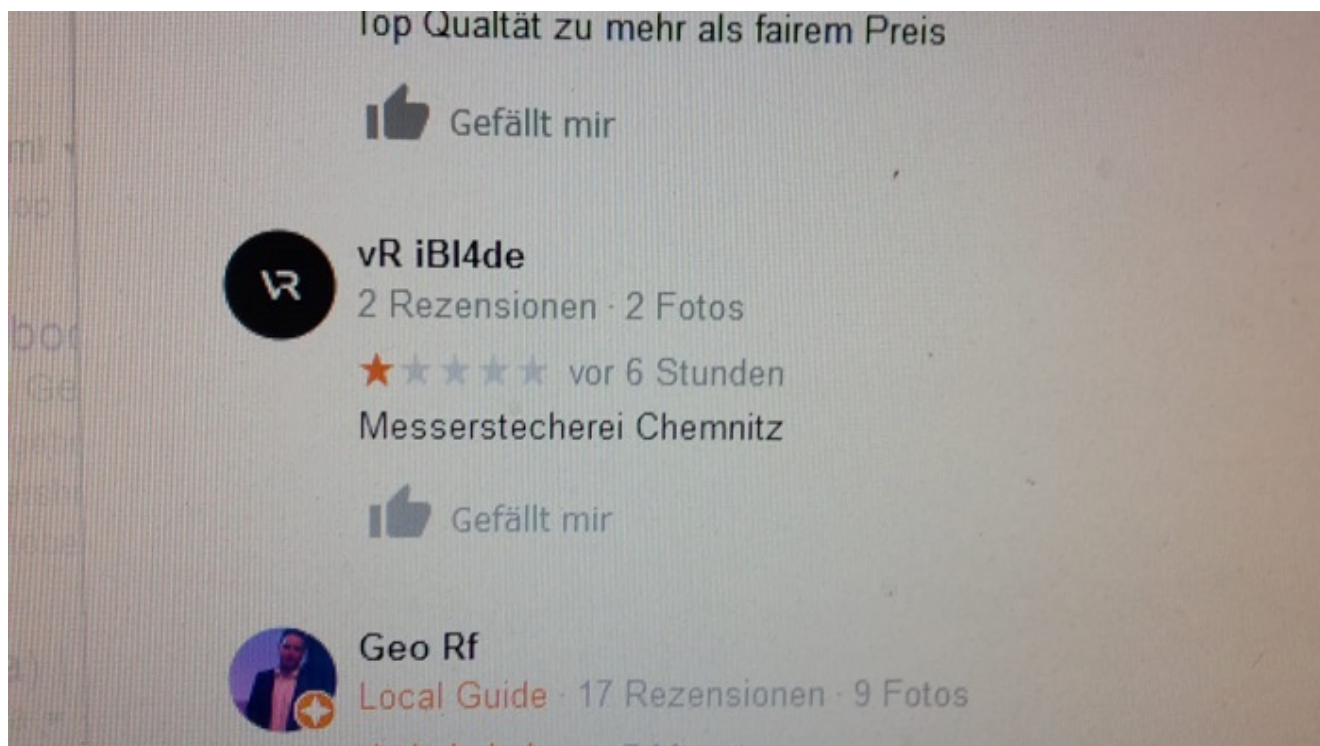 Top Qualtät zu mehr als fairem Preis
Gefällt mir
VR
vR iBl4de
2 Rezensionen · 2 Fotos
vor 6 Stunden
Messerstecherei Chemnitz
Gefällt mir
Geo Rf
Local Guide · 17 Rezensionen · 9 Fotos